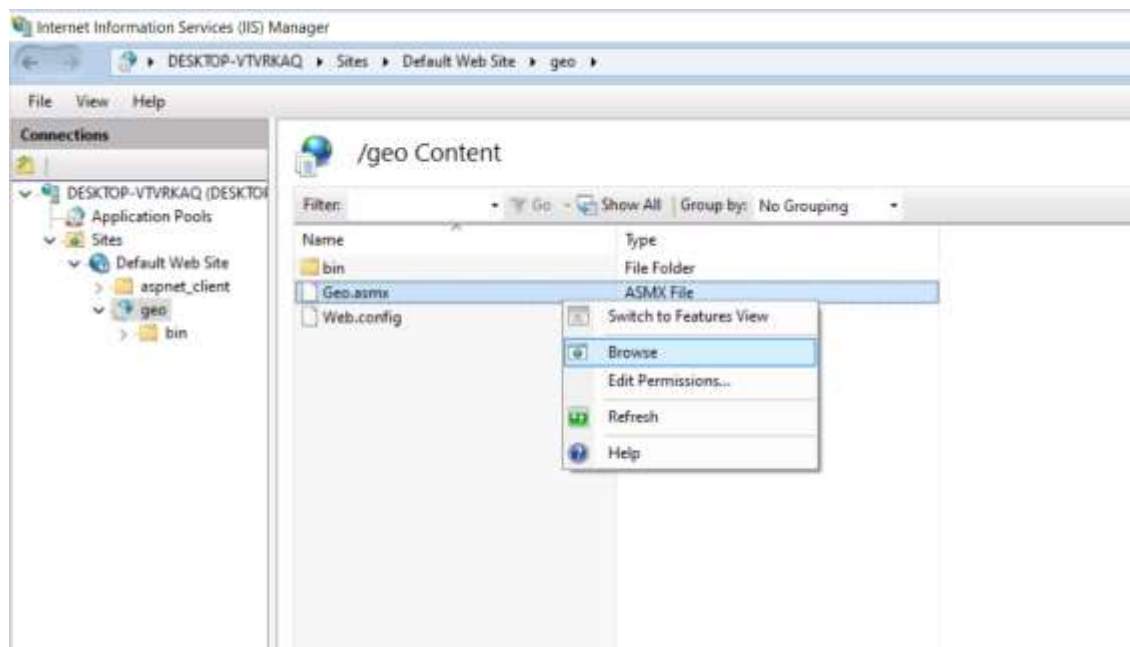 Internet Information Services (IIS) Manager
DESKTOP-VTVRKAQ Sites Default Web Site geo
File View Help
Connections
/geo Content
DESKTOP-VTVRKAQ (DESKTO
Application Pools
Sites
Default Web Site
aspnet_client
geo
bin
Filter: Go Show All Group by: No Grouping
Name Type
bin File Folder
Geo.asmx ASMX File
Web.config
Switch to Features View
Browse
Edit Permissions...
Refresh
Help